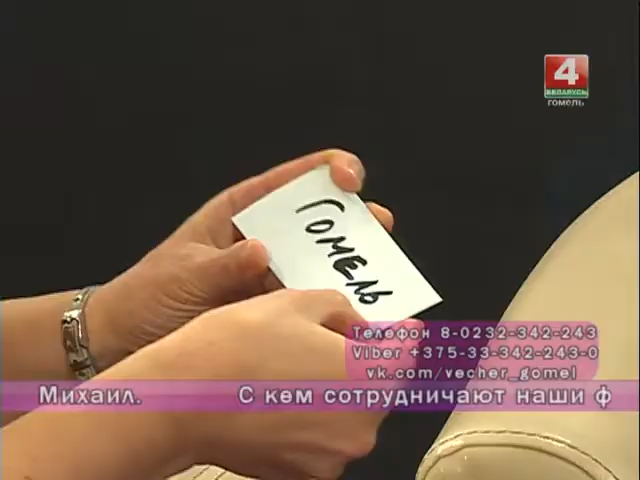 4
БЕЛАРУСЬ
ГОМЕЛЬ
ГОМЕЛЬ
Телефон 8-0232-342-243
Viber +375-33-342-243-0
vk.com/vecher_gomel
Михаил. С кем сотрудничают наши ф